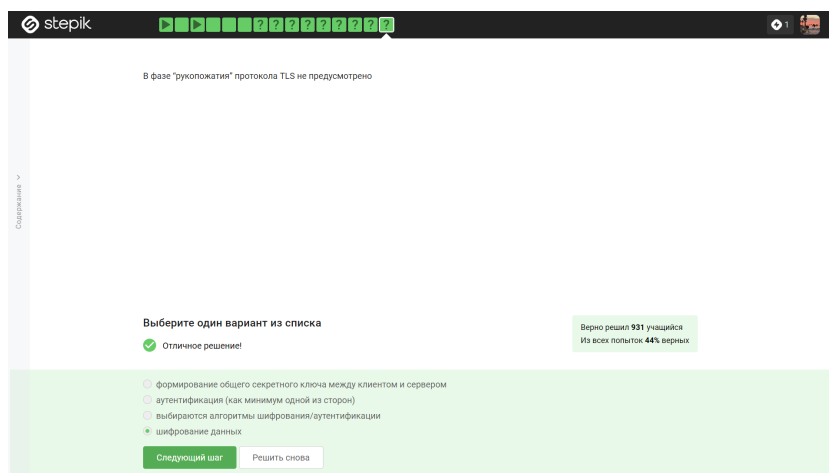 stepik
? ? ? ? ? ? ? ? ?
1
В фазе "рукопожатия" протокола TLS не предусмотрено
Содержание
Выберите один вариант из списка
Отличное решение!
Верно решил 931 учащийся
Из всех попыток 44% верных
формирование общего секретного ключа между клиентом и сервером
аутентификация (как минимум одной из сторон)
выбираются алгоритмы шифрования/аутентификации
шифрование данных
Следующий шаг
Решить снова